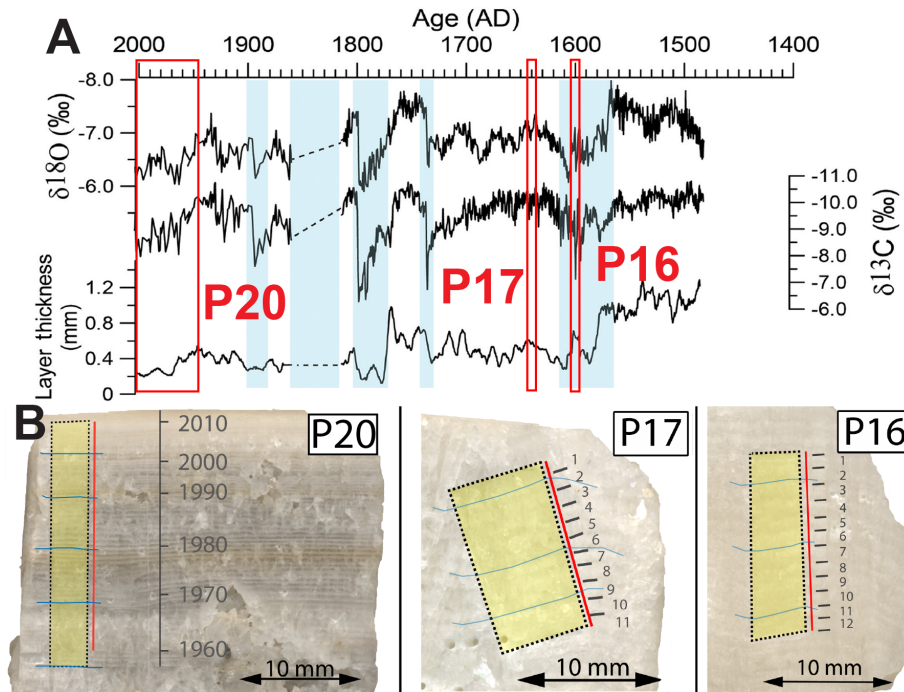 A
Age (AD)
2000 1900 1800 1700 1600 1500 1400
-8.0
-7.0
-6.0
δ18O (‰)
-11.0
-10.0
-9.0
-8.0
-7.0
-6.0
δ13C (‰)
1.2
0.8
0.4
0
Layer thickness
(mm)
P20
P17
P16
B
P20
2010
2000
1990
1980
1970
1960
10 mm
P17
1
2
3
4
5
6
7
8
9
10
11
10 mm
P16
1
2
3
4
5
6
7
8
9
10
11
12
10 mm